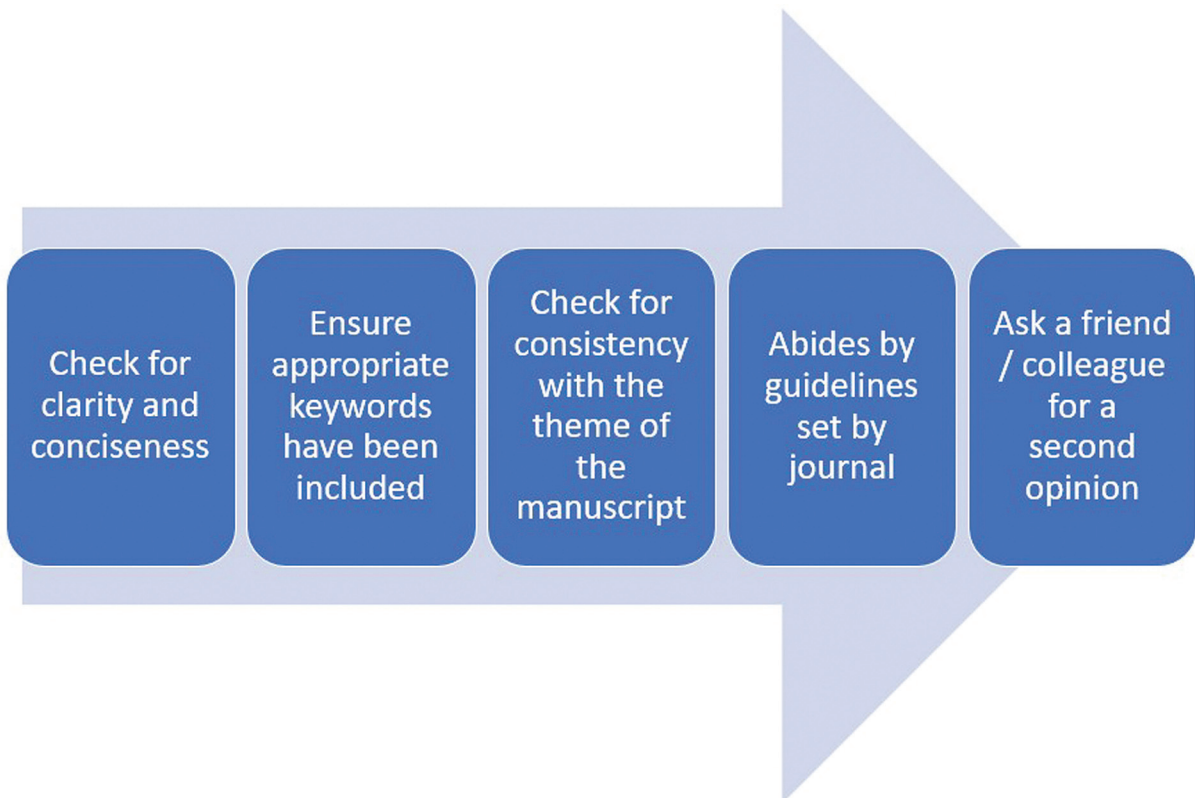 Check for
clarity and
conciseness
Ensure
appropriate
keywords
have been
included
Check for
consistency
with the
theme of
the
manuscript
Abides by
guidelines
set by
journal
Ask a friend
/ colleague
for a
second
opinion